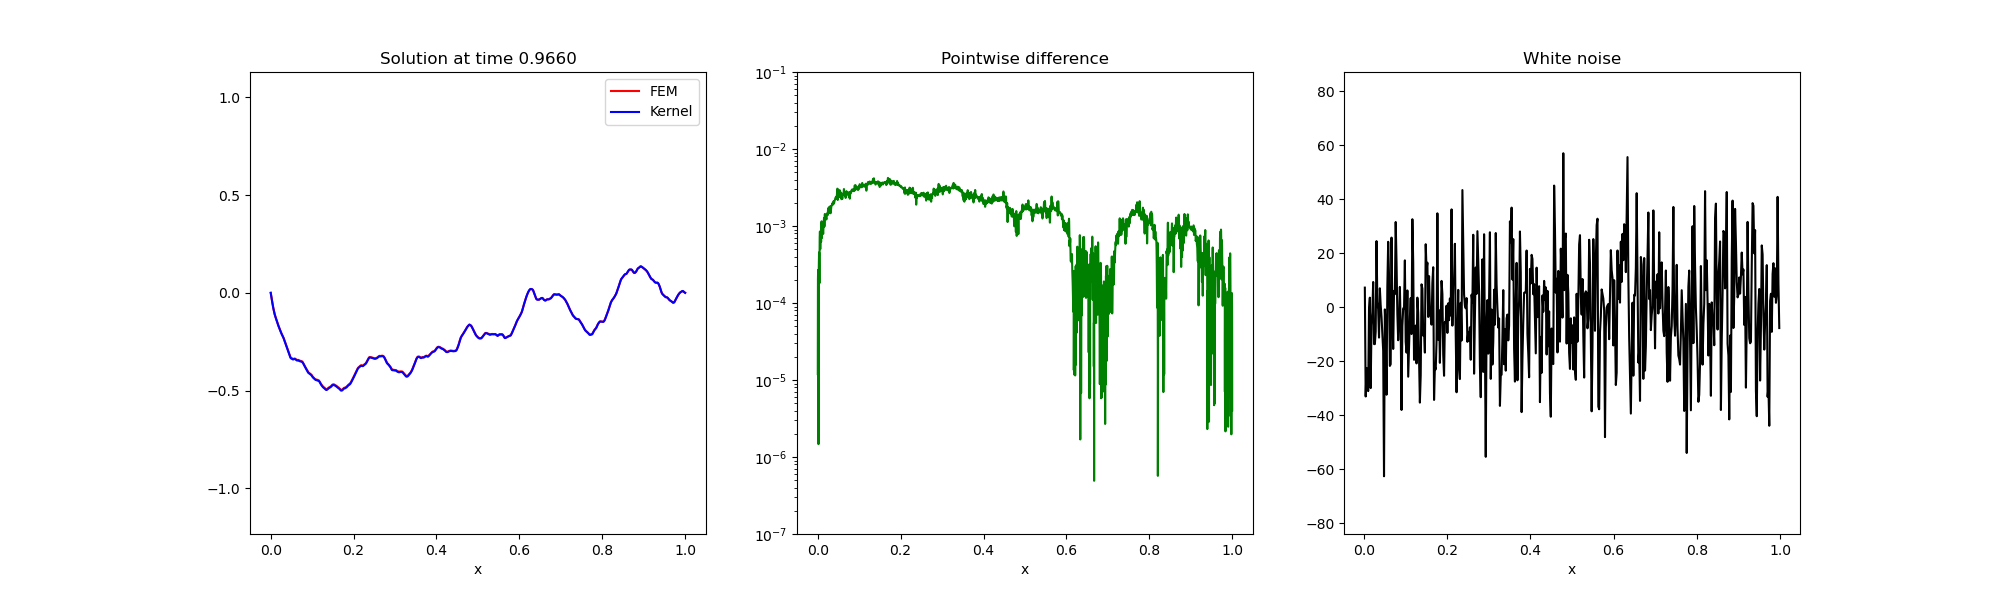 Solution at time 0.9660
FEM
Kernel
1.0
0.5
0.0
−0.5
−1.0
0.0 0.2 0.4 0.6 0.8 1.0
x
Pointwise difference
10⁻¹
10⁻²
10⁻³
10⁻⁴
10⁻⁵
10⁻⁶
10⁻⁷
0.0 0.2 0.4 0.6 0.8 1.0
x
White noise
80
60
40
20
0
−20
−40
−60
−80
0.0 0.2 0.4 0.6 0.8 1.0
x